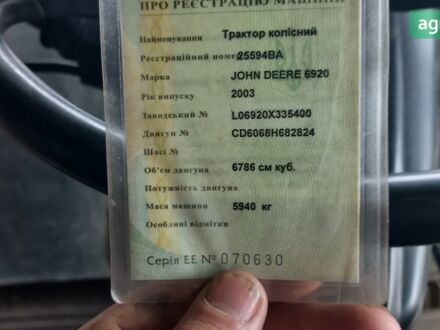 ПРО РЕЄСТРАЦІЮ МАШИНИ
Найменування Трактор колісний
Реєстраційний номер 25594ВА
Марка JOHN DEERE 6920
Рік випуску 2003
Заводський № L06920X335400
Двигун № CD6068H682824
Шасі №
Об'єм двигуна 6786 см куб.
Потужність двигуна
Маса машини 5940 кг
Особливі відмітки
Серія ЕЕ № 070630